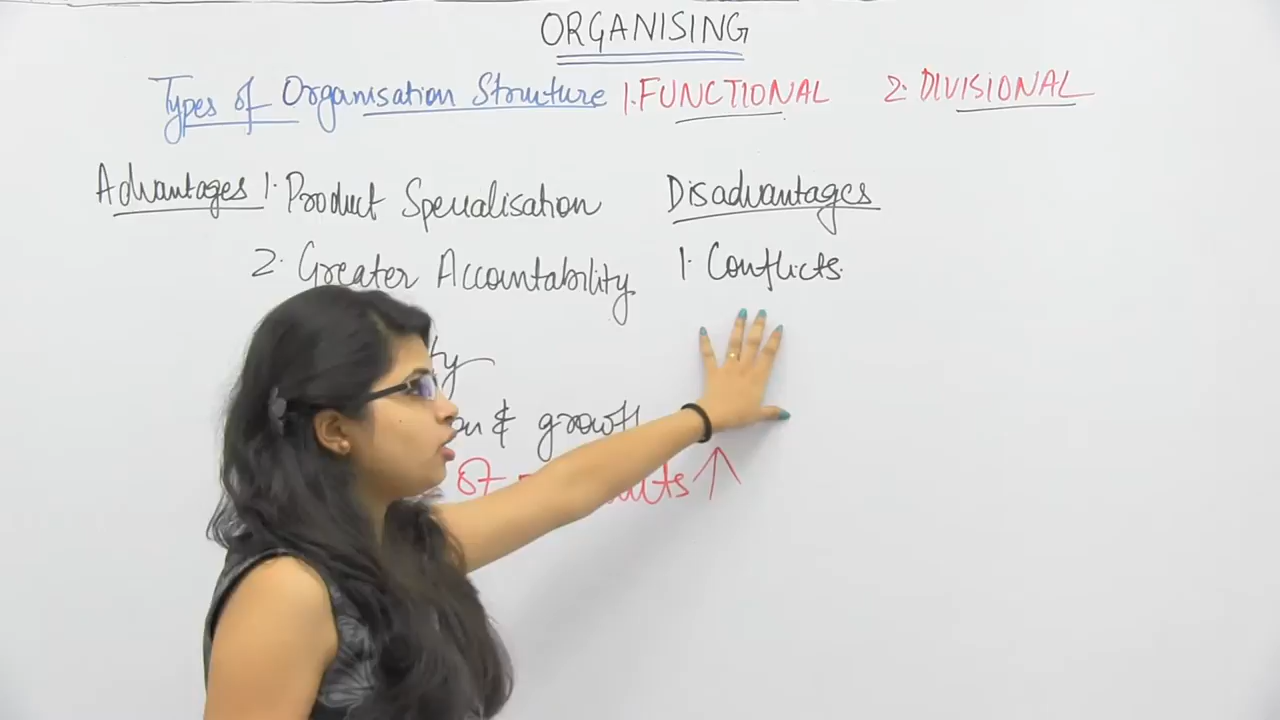 ORGANISING
Types of Organisation Structure 1. FUNCTIONAL 2. DIVISIONAL
Advantages 1. Product Specialisation
2. Greater Accountability
& growth
Disadvantages
1. Conflicts.